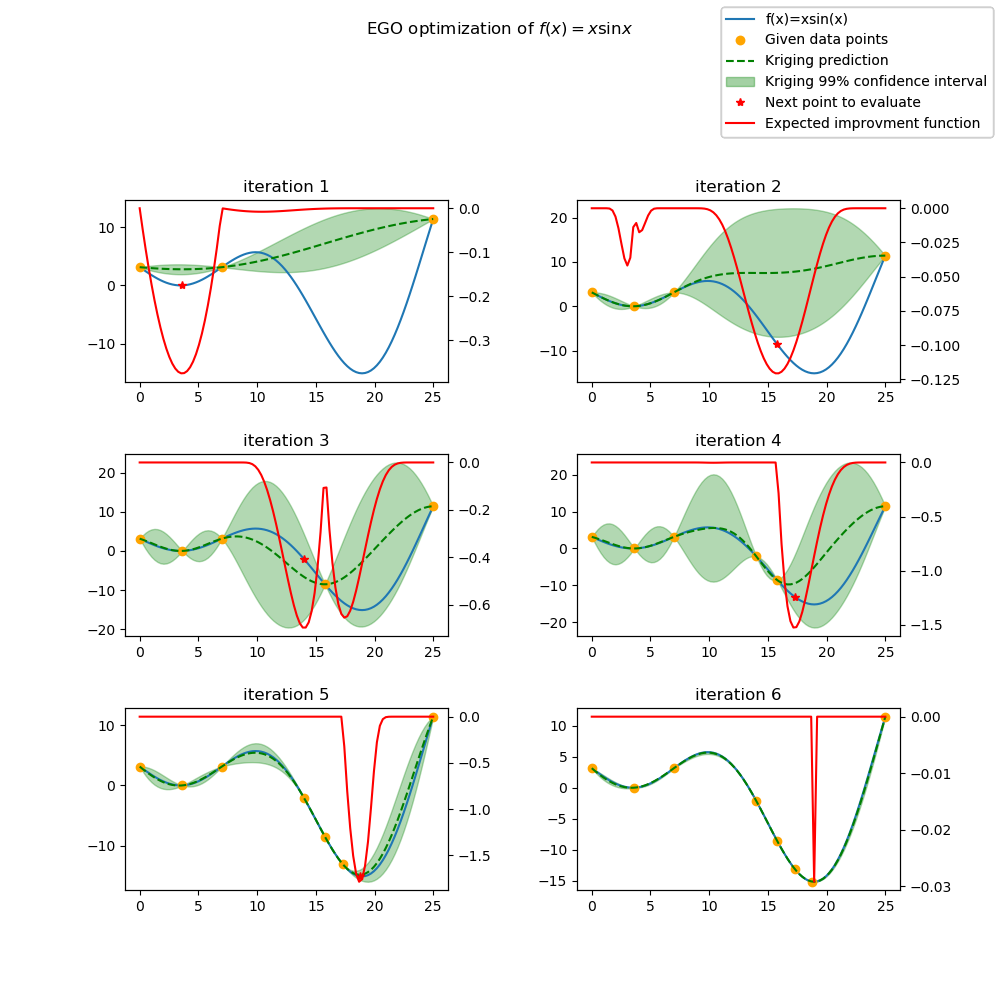 EGO optimization of f(x) = x sin x
f(x)=xsin(x)
Given data points
Kriging prediction
Kriging 99% confidence interval
Next point to evaluate
Expected improvment function
iteration 1
10
0
−10
0.0
−0.1
−0.2
−0.3
0 5 10 15 20 25
iteration 2
20
10
0
−10
0.000
−0.025
−0.050
−0.075
−0.100
−0.125
0 5 10 15 20 25
iteration 3
20
10
0
−10
−20
0.0
−0.2
−0.4
−0.6
0 5 10 15 20 25
iteration 4
20
10
0
−10
−20
0.0
−0.5
−1.0
−1.5
0 5 10 15 20 25
iteration 5
10
0
−10
0.0
−0.5
−1.0
−1.5
0 5 10 15 20 25
iteration 6
10
5
0
−5
−10
−15
0.00
−0.01
−0.02
−0.03
0 5 10 15 20 25